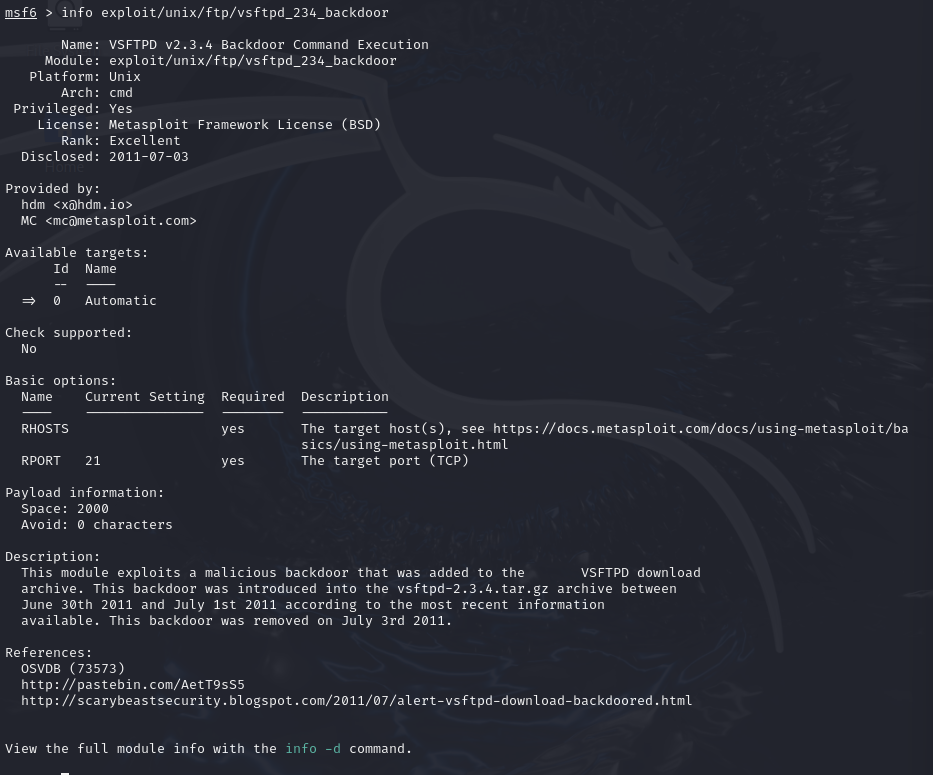 msf6 > info exploit/unix/ftp/vsftpd_234_backdoor
Name: VSFTPD v2.3.4 Backdoor Command Execution
Module: exploit/unix/ftp/vsftpd_234_backdoor
Platform: Unix
Arch: cmd
Privileged: Yes
License: Metasploit Framework License (BSD)
Rank: Excellent
Disclosed: 2011-07-03
Provided by:
hdm <x@hdm.io>
MC <mc@metasploit.com>
Available targets:
Id  Name
--  ----
=>  0   Automatic
Check supported:
No
Basic options:
Name    Current Setting  Required  Description
----    ---------------  --------  -----------
RHOSTS                   yes       The target host(s), see https://docs.metasploit.com/docs/using-metasploit/ba
sics/using-metasploit.html
RPORT   21               yes       The target port (TCP)
Payload information:
Space: 2000
Avoid: 0 characters
Description:
This module exploits a malicious backdoor that was added to the       VSFTPD download
archive. This backdoor was introduced into the vsftpd-2.3.4.tar.gz archive between
June 30th 2011 and July 1st 2011 according to the most recent information
available. This backdoor was removed on July 3rd 2011.
References:
OSVDB (73573)
http://pastebin.com/AetT9sS5
http://scarybeastsecurity.blogspot.com/2011/07/alert-vsftpd-download-backdoored.html
View the full module info with the info -d command.